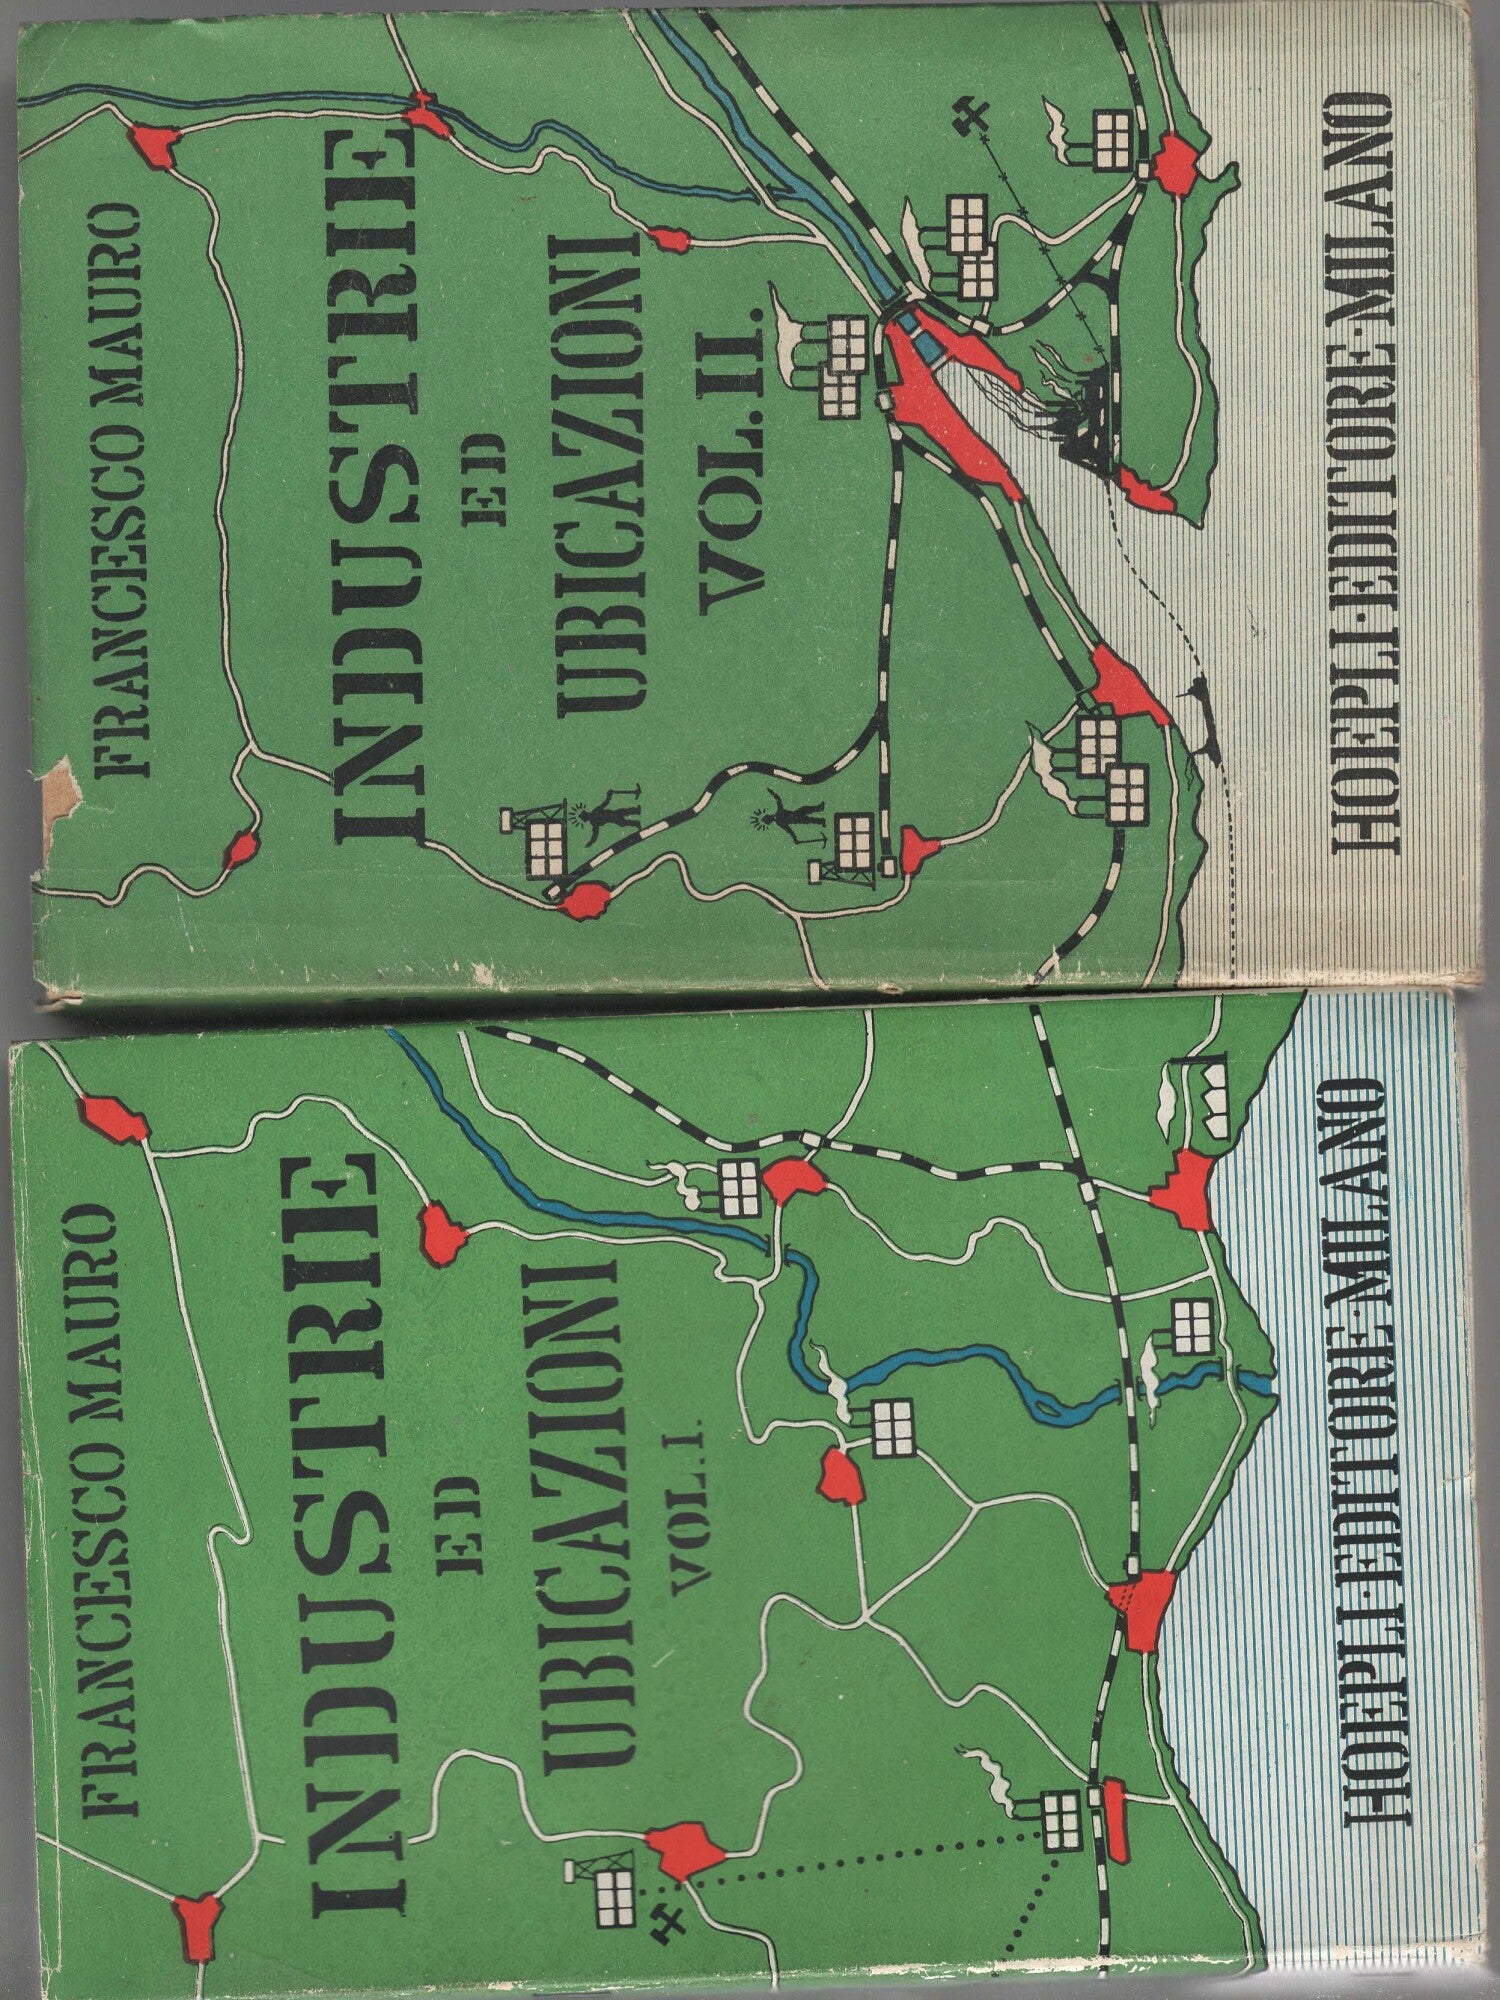 FRANCESCO MAURO
INDUSTRIE
ED
UBICAZIONI
VOL. II.
HOEPLI·EDITORE·MILANO
FRANCESCO MAURO
INDUSTRIE
ED
UBICAZIONI
VOL. I.
HOEPLI·EDITORE·MILANO